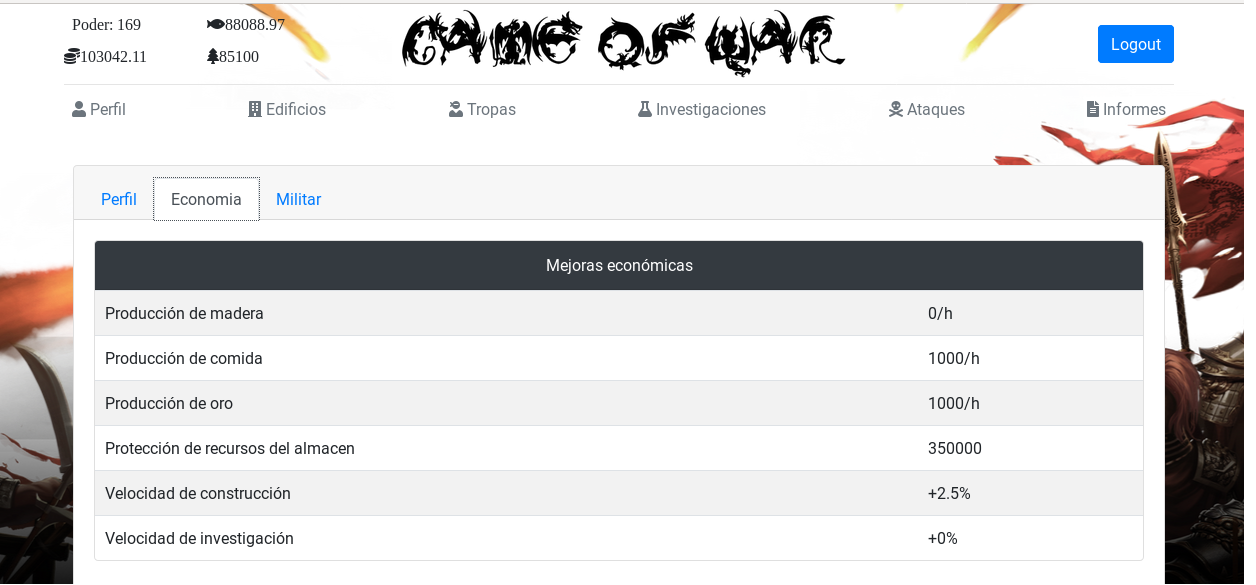 Poder: 169
88088.97
103042.11
85100
GAME OF WAR
Logout
Perfil
Edificios
Tropas
Investigaciones
Ataques
Informes
Perfil
Economia
Militar
Mejoras económicas
Producción de madera 0/h
Producción de comida 1000/h
Producción de oro 1000/h
Protección de recursos del almacen 350000
Velocidad de construcción +2.5%
Velocidad de investigación +0%